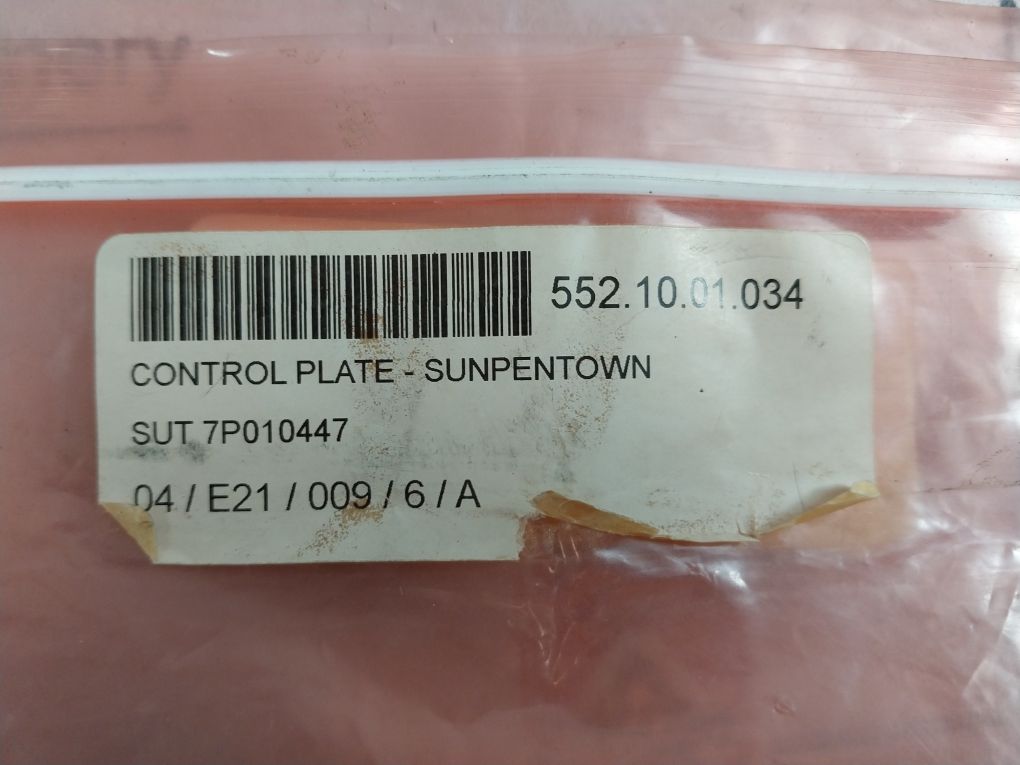 552.10.01.034
CONTROL PLATE - SUNPENTOWN
SUT 7P010447
04 / E21 / 009 / 6 / A